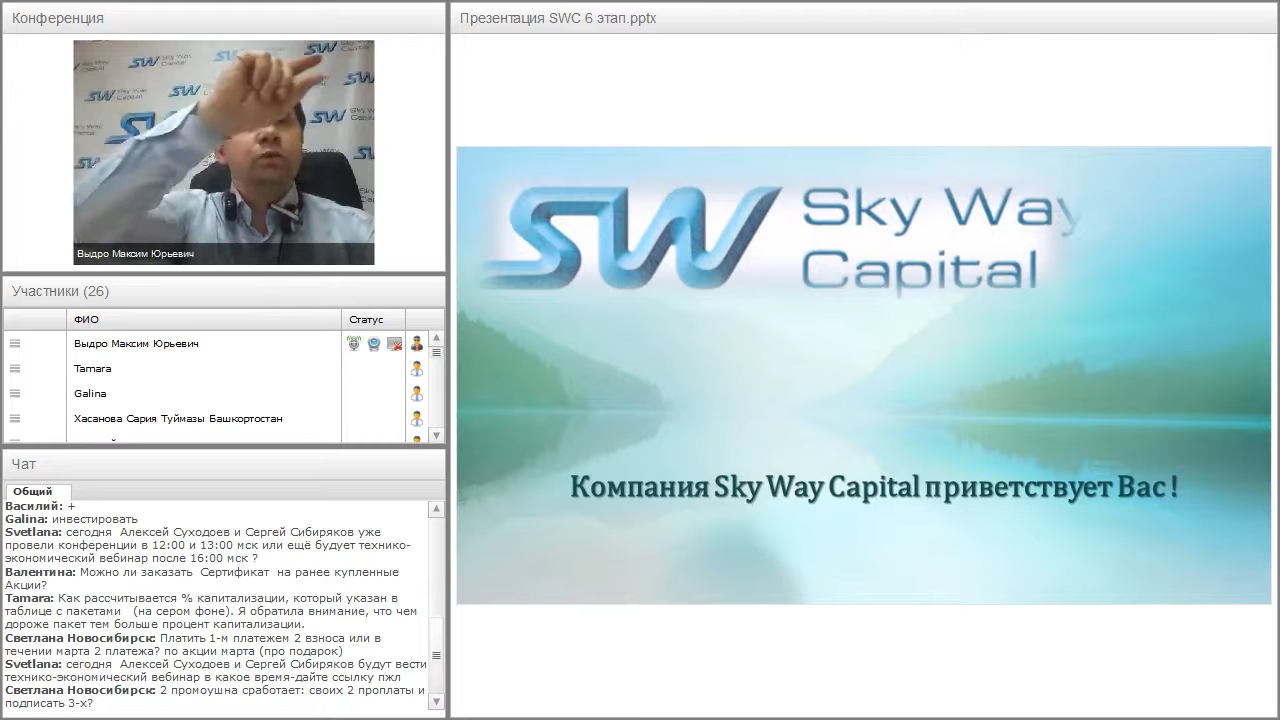 Конференция
Презентация SWC 6 этап.pptx
SW Sky Way
Capital
Выдро Максим Юрьевич
Участники (26)
ФИО
Статус
Выдро Максим Юрьевич
Tamara
Galina
Хасанова Сария Туймазы Башкортостан
Чат
Общий
Василий: +
Galina: инвестировать
Svetlana: сегодня Алексей Суходоев и Сергей Сибиряков уже
провели конференции в 12:00 и 13:00 мск или ещё будует технико-
экономический вебинар после 16:00 мск ?
Валентина: Можно ли заказать Сертификат на ранее купленные
Акции?
Tamara: Как рассчитывается % капитализации, который указан в
таблице с пакетами (на сером фоне). Я обратила внимание, что чем
дороже пакет тем больше процент капитализации.
Светлана Новосибирск: Платить 1-м платежем 2 взноса или в
течении марта 2 платежа? по акции марта (про подарок)
Svetlana: сегодня Алексей Суходоев и Сергей Сибиряков будут вести
технико-экономический вебинар в какое время-дайте ссылку пжл
Светлана Новосибирск: 2 промоушна сработает: своих 2 проплаты и
подписать 3-х?
SW Sky Way
Capital
Компания Sky Way Capital приветствует Вас !